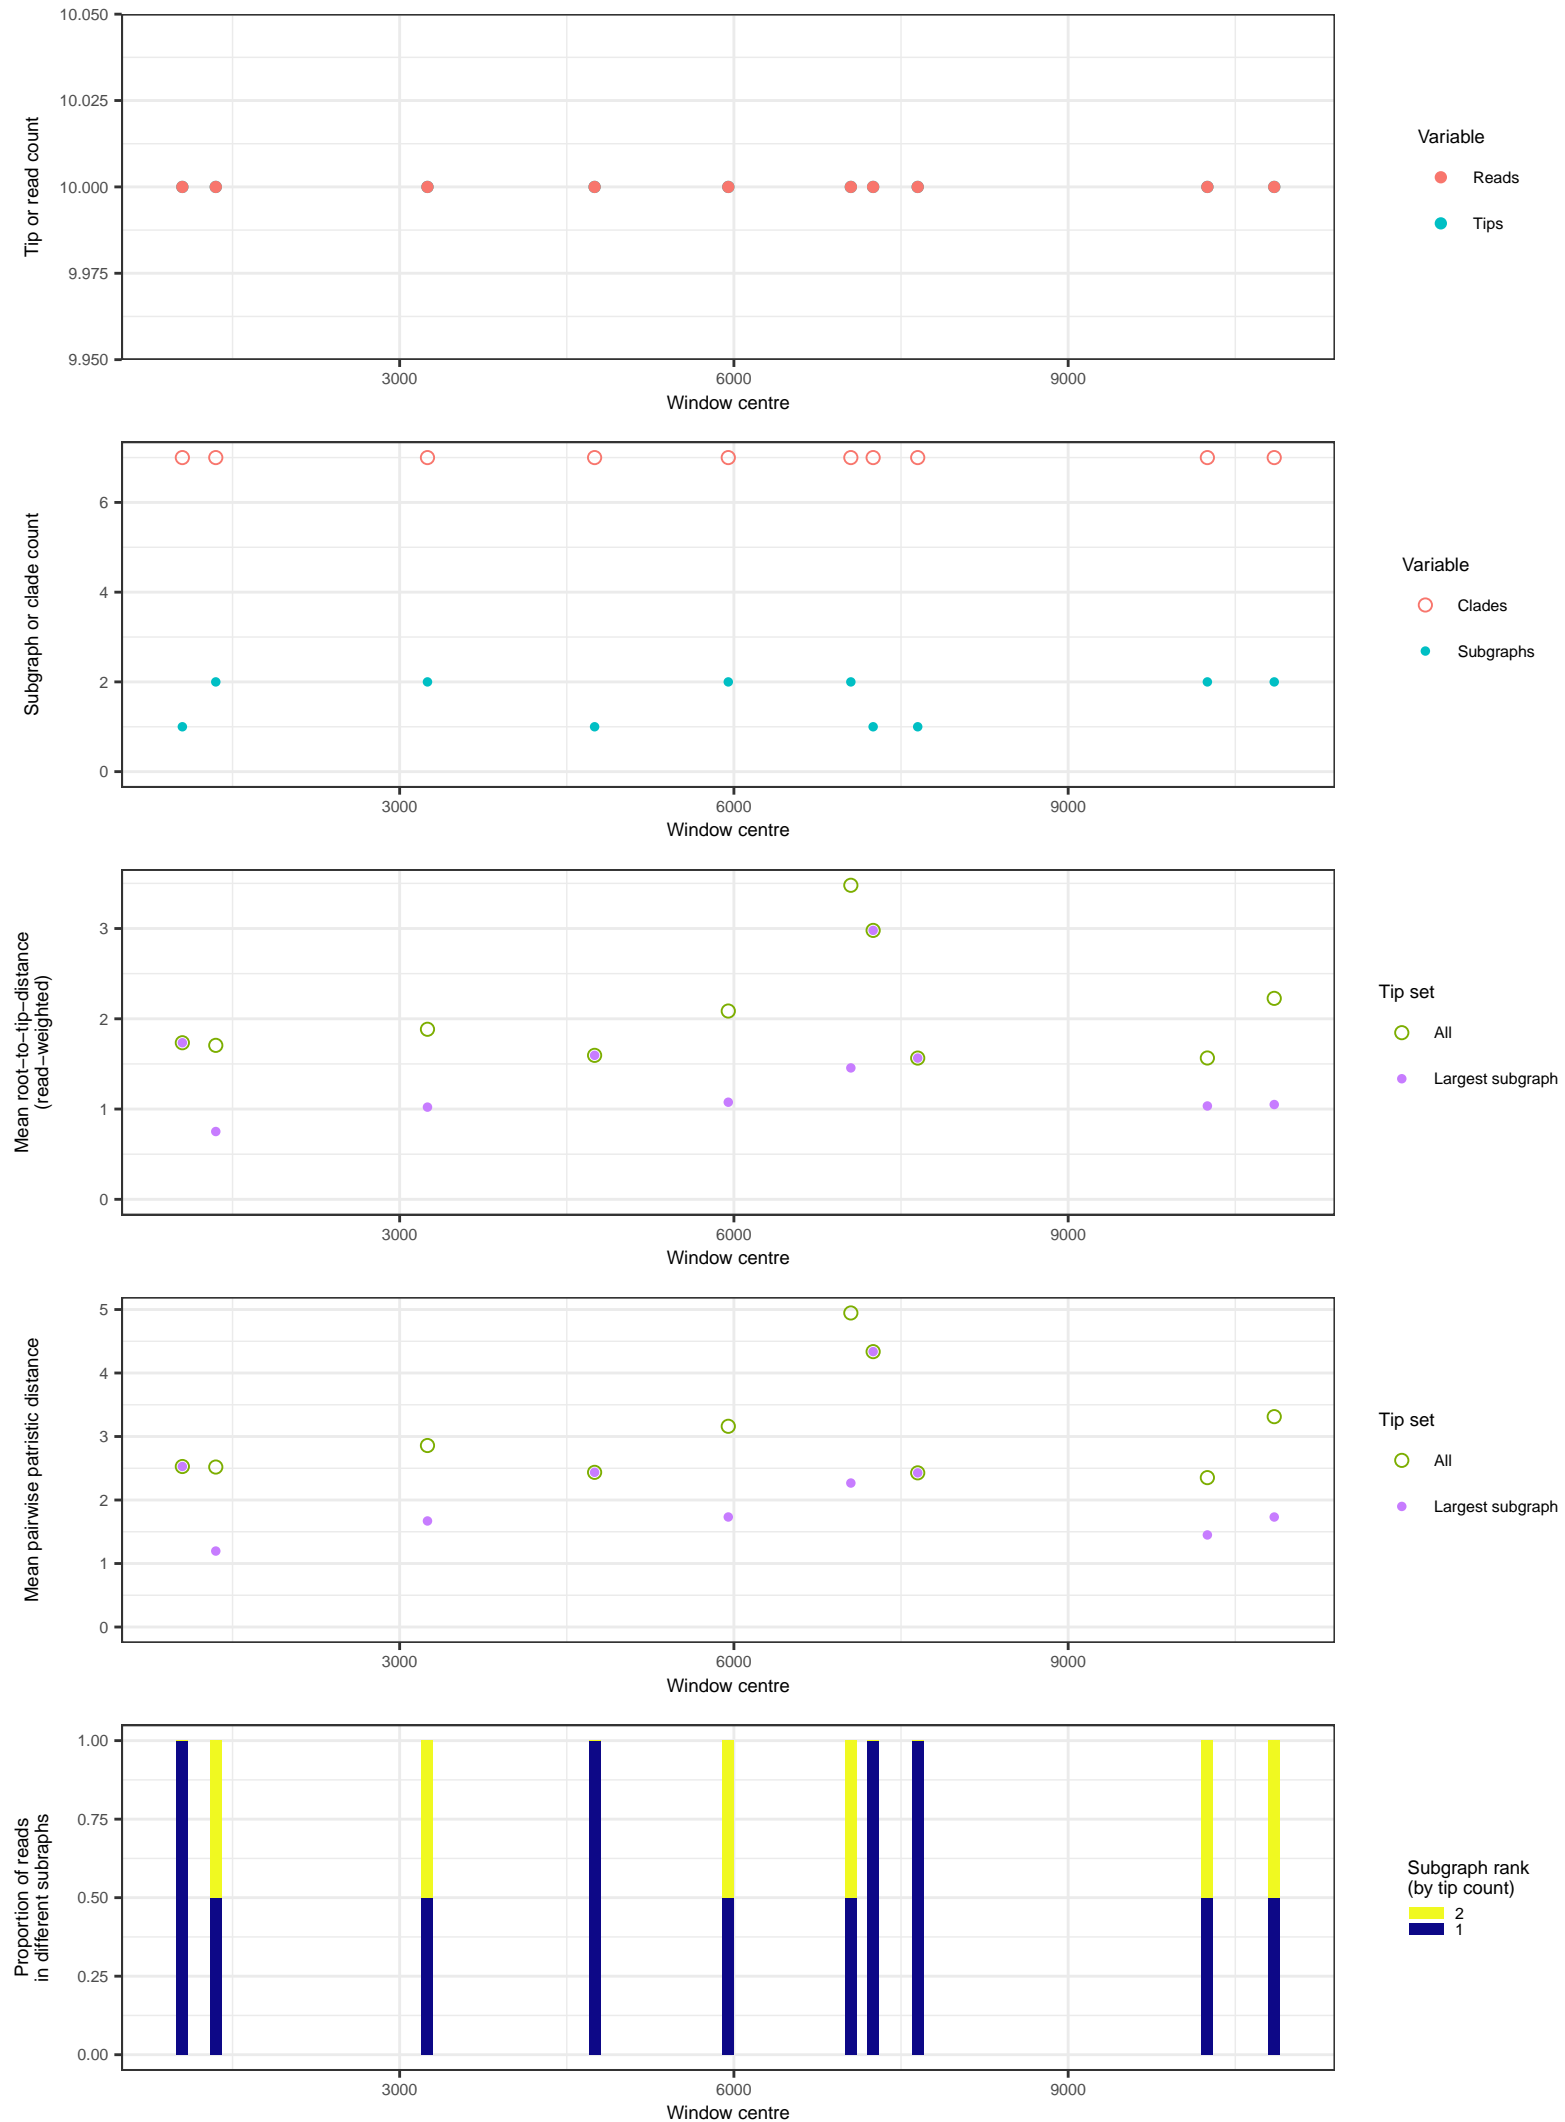 10.050
10.025
10.000
9.975
9.950
Tip or read count
3000
6000
9000
Window centre
Variable
Reads
Tips
6
4
2
0
Subgraph or clade count
3000
6000
9000
Window centre
Variable
Clades
Subgraphs
3
2
1
0
Mean root−to−tip−distance
(read−weighted)
3000
6000
9000
Window centre
Tip set
All
Largest subgraph
5
4
3
2
1
0
Mean pairwise patristic distance
3000
6000
9000
Window centre
Tip set
All
Largest subgraph
1.00
0.75
0.50
0.25
0.00
Proportion of reads
in different subraphs
3000
6000
9000
Window centre
Subgraph rank
(by tip count)
2
1